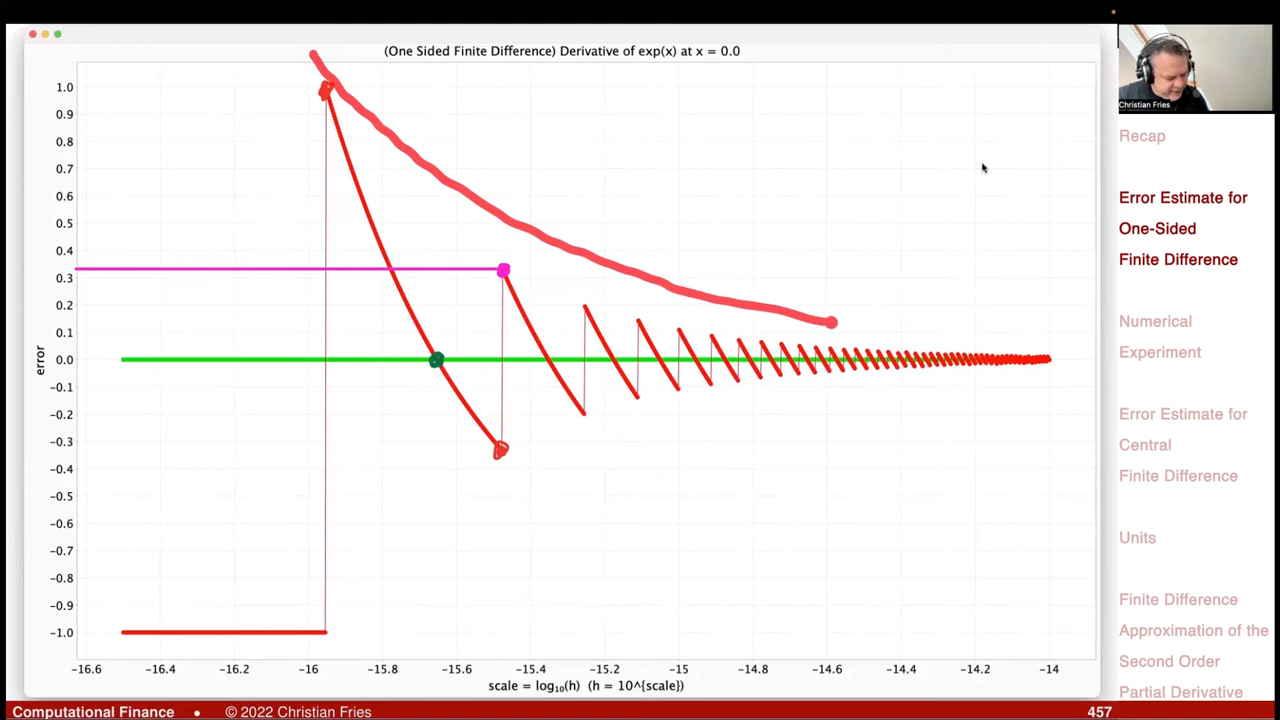 (One Sided Finite Difference) Derivative of exp(x) at x = 0.0
1.0
0.9
0.8
0.7
0.6
0.5
0.4
0.3
0.2
0.1
0.0
-0.1
-0.2
-0.3
-0.4
-0.5
-0.6
-0.7
-0.8
-0.9
-1.0
error
-16.6 -16.4 -16.2 -16 -15.8 -15.6 -15.4 -15.2 -15 -14.8 -14.6 -14.4 -14.2 -14
scale = log₁₀(h) (h = 10^{scale})
Christian Fries
Recap
Error Estimate for
One-Sided
Finite Difference
Numerical
Experiment
Error Estimate for
Central
Finite Difference
Units
Finite Difference
Approximation of the
Second Order
Partial Derivative
Computational Finance • © 2022 Christian Fries 457